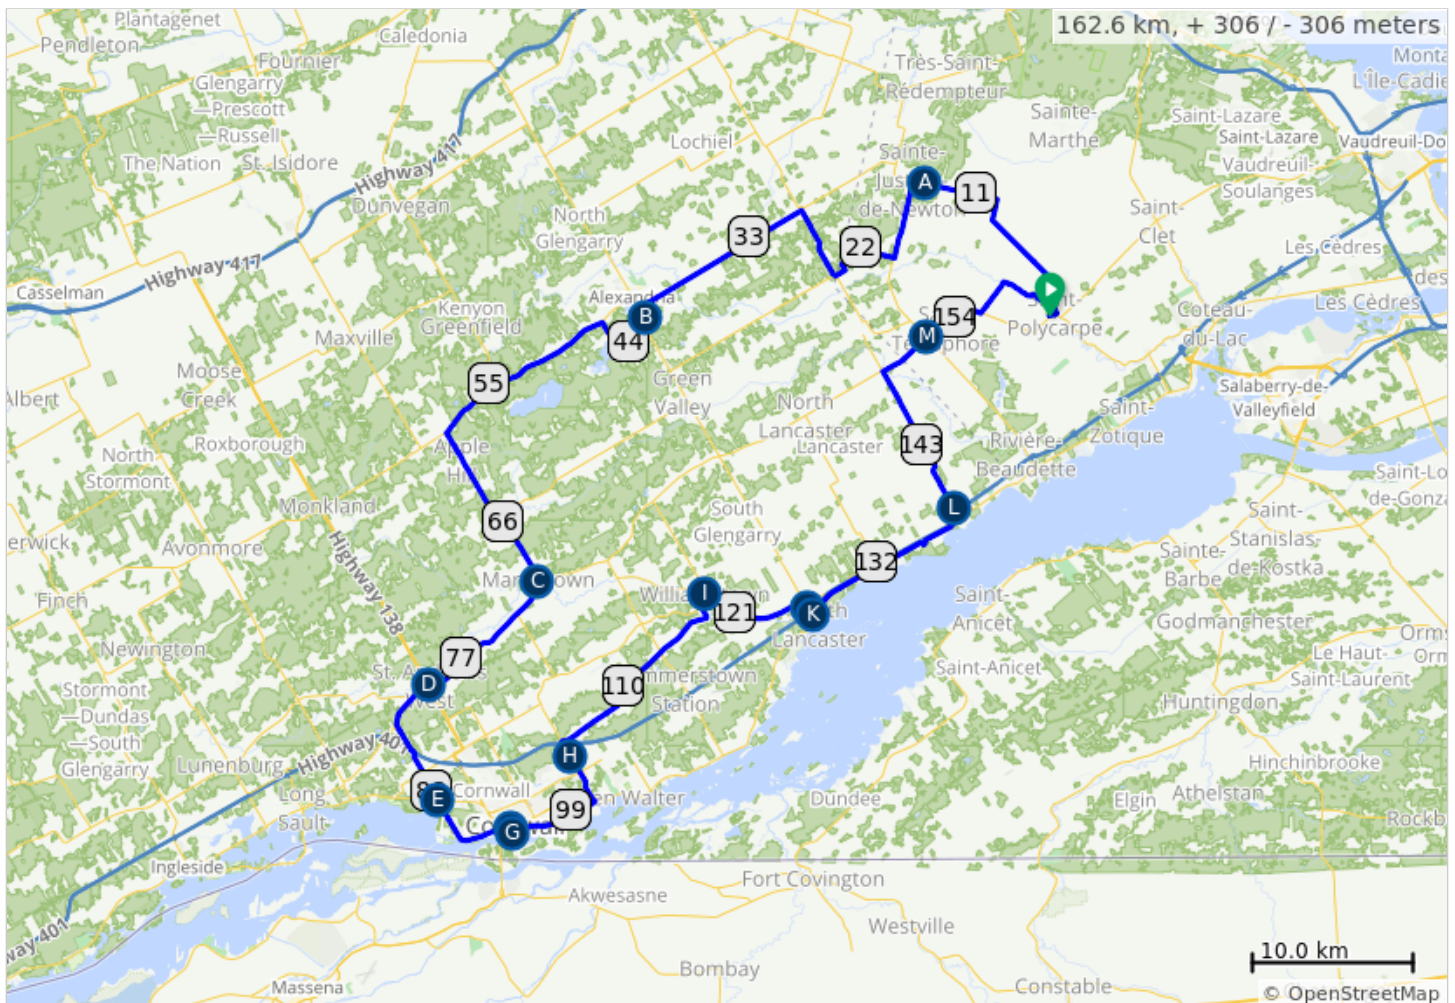 162.6 km, + 306 / - 306 meters
Plantagenet
Pendleton
Caledonia
Fournier
Glengarry
—Prescott
—Russell
The Nation
St. Isidore
Highway 417
Dunvegan
Highway 417
Casselman
Lochiel
Très-Saint-
Rédempteur
Sainte-
Marthe
Saint-Lazare
Saint-Lazare
Vaudreuil-
Soulanges
Vaudreuil-Do
L'Île-Cadie
Sainte-
de-Newton
A
11
North
Glengarry
33
22
Saint-
Clet
Les Cèdres
Les Cèdres
des
Alexandria
B
44
Kenyon
Greenfield
Maxville
Moose
Creek
Albert
55
Green
Valley
154
M
Polycarpe
Coteau-
du-Lac
Salaberry-de-
Valleyfield
Saint-
Zotique
Roxborough
North
Stormont
Apple
North
Lancaster
Lancaster
143
Rivière-
Beaudette
Monkland
66
South
Glengarry
L
Saint-Lo
de-Gonz
Saint-
Stanislas-
de-Kostka
Avonmore
Highway 138
132
Sainte-
Barbe
Finch
C
I
121
K
Lancaster
Saint-
Anicet
Godmanchester
Newington
77
D
110
Station
Saint-Anicet
Le Haut-
Saint-Laurent
Stormont
—Dundas
—South
Glengarry
Huntingdon
Highway 401
Lunenburg
H
Long
Sault
E
Cornwall
99
G
Dundee
Hinchinbrooke
Elgin
Athelstan
Ingleside
Akwesasne
Fort Covington
Westville
Bombay
Massena
Constable
10.0 km
© OpenStreetMap